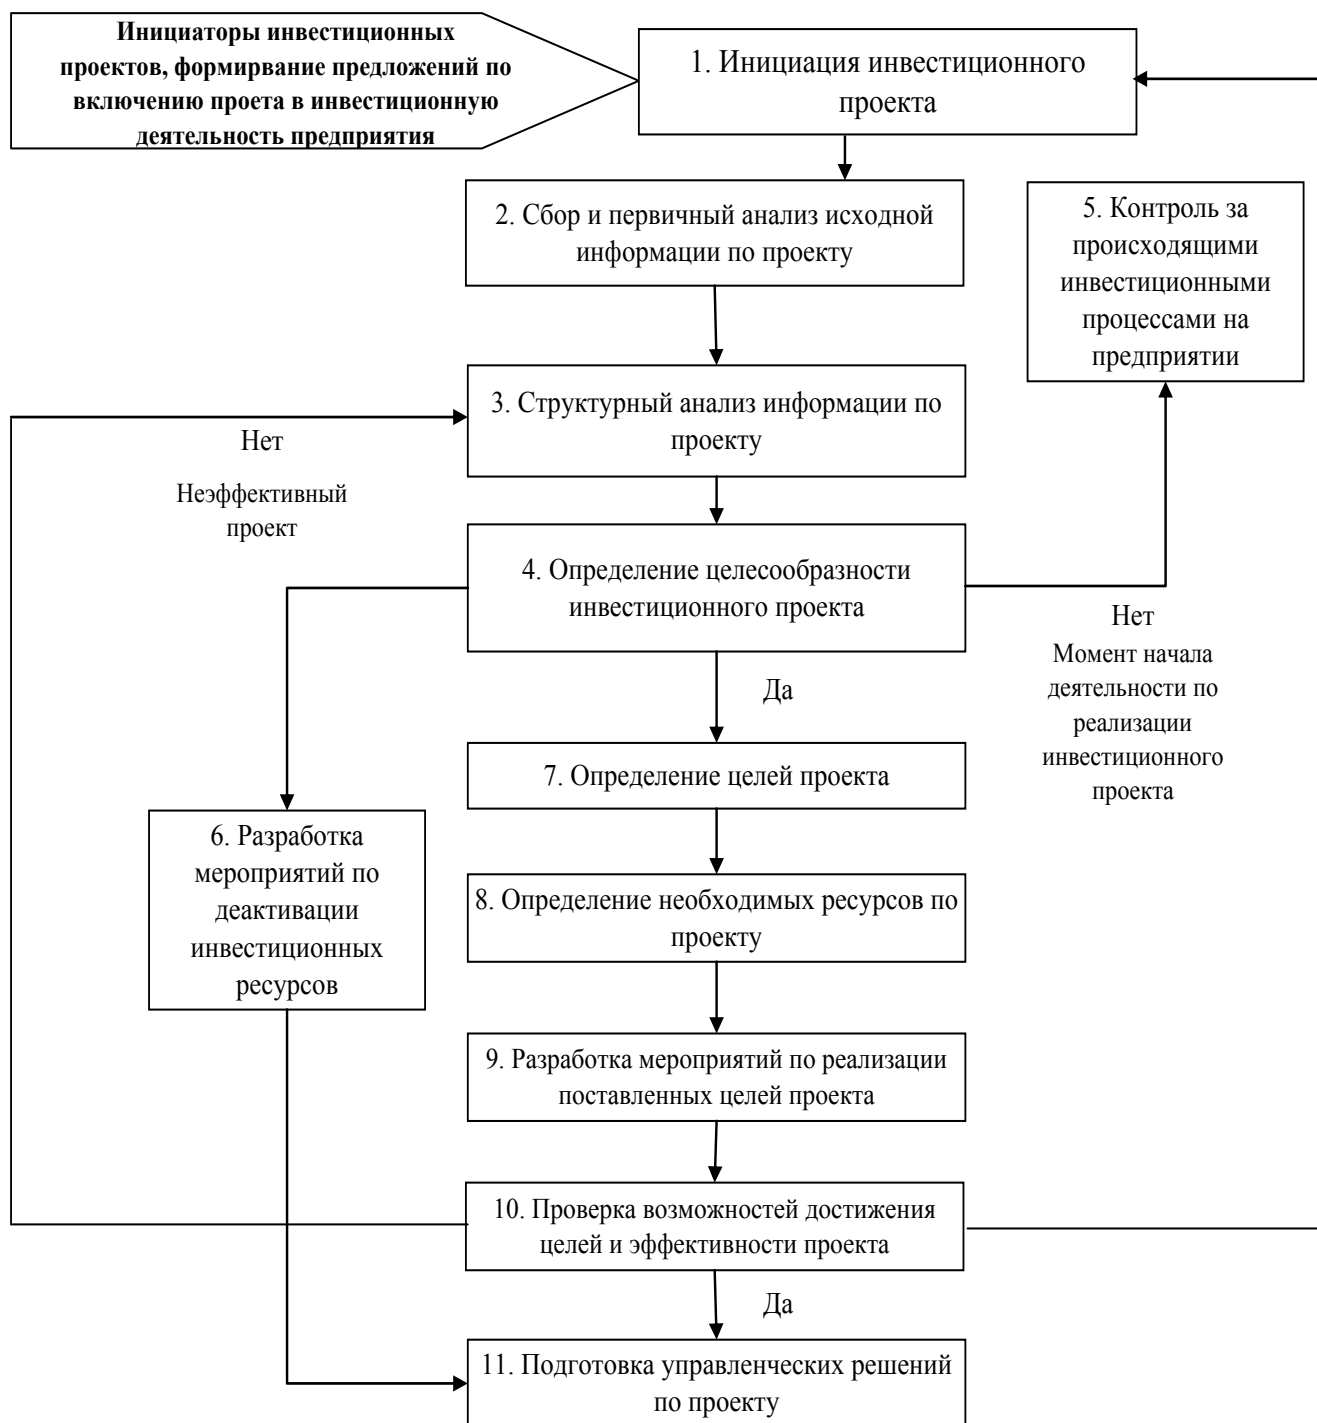 Инициаторы инвестиционных
проектов, формирвание предложений по
включению проета в инвестиционную
деятельность предприятия
1. Инициация инвестиционного
проекта
2. Сбор и первичный анализ исходной
информации по проекту
5. Контроль за
происходящими
инвестиционными
процессами на
предприятии
3. Структурный анализ информации по
проекту
Нет
Неэффективный
проект
4. Определение целесообразности
инвестиционного проекта
Нет
Момент начала
деятельности по
реализации
инвестиционного
проекта
Да
7. Определение целей проекта
6. Разработка
мероприятий по
деактивации
инвестиционных
ресурсов
8. Определение необходимых ресурсов по
проекту
9. Разработка мероприятий по реализации
поставленных целей проекта
10. Проверка возможностей достижения
целей и эффективности проекта
Да
11. Подготовка управленческих решений
по проекту